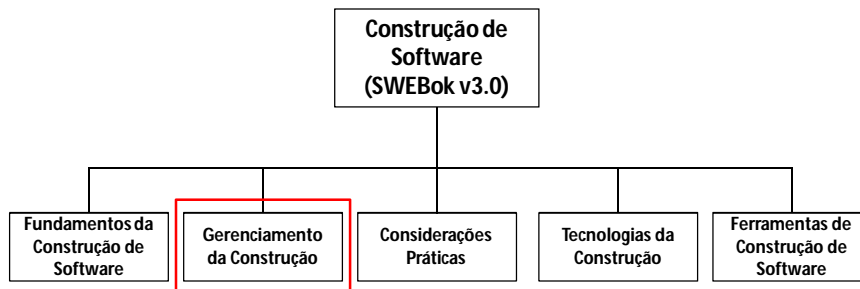 Construção de
Software
(SWEBok v3.0)
Fundamentos da
Construção de
Software
Gerenciamento
da Construção
Considerações
Práticas
Tecnologias da
Construção
Ferramentas de
Construção de
Software